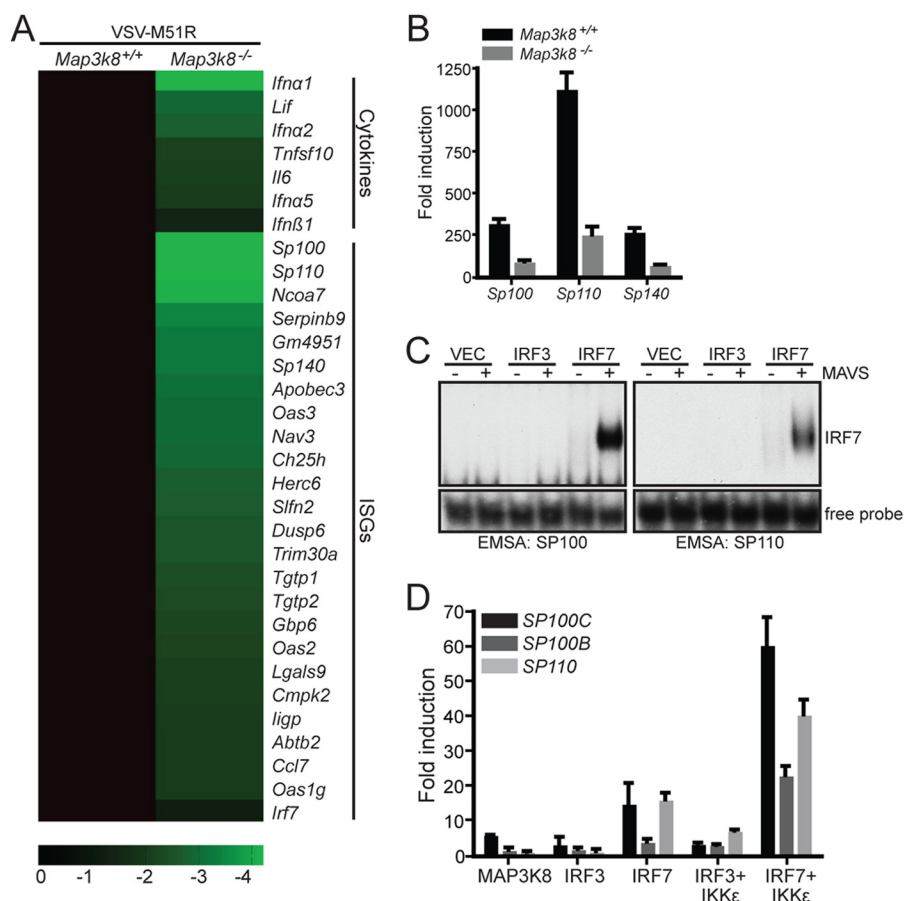 A
VSV-M51R
Map3k8+/+ Map3k8-/-
Ifnα1
Lif
Ifnα2
Tnfsf10
Il6
Ifnα5
Ifnß1
Cytokines
Sp100
Sp110
Ncoa7
Serpinb9
Gm4951
Sp140
Apobec3
Oas3
Nav3
Ch25h
Herc6
Slfn2
Dusp6
Trim30a
Tgtp1
Tgtp2
Gbp6
Oas2
Lgals9
Cmpk2
Iigp
Abtb2
Ccl7
Oas1g
Irf7
ISGs
0 -1 -2 -3 -4
B
Map3k8+/+
Map3k8-/-
Fold induction
1250
1000
750
500
250
0
Sp100 Sp110 Sp140
C
VEC IRF3 IRF7 VEC IRF3 IRF7
- + - + - + - + - + - + MAVS
IRF7
free probe
EMSA: SP100 EMSA: SP110
D
SP100C
SP100B
SP110
Fold induction
70
60
50
40
30
20
10
0
MAP3K8 IRF3 IRF7 IRF3+ IRF7+
IKKε IKKε